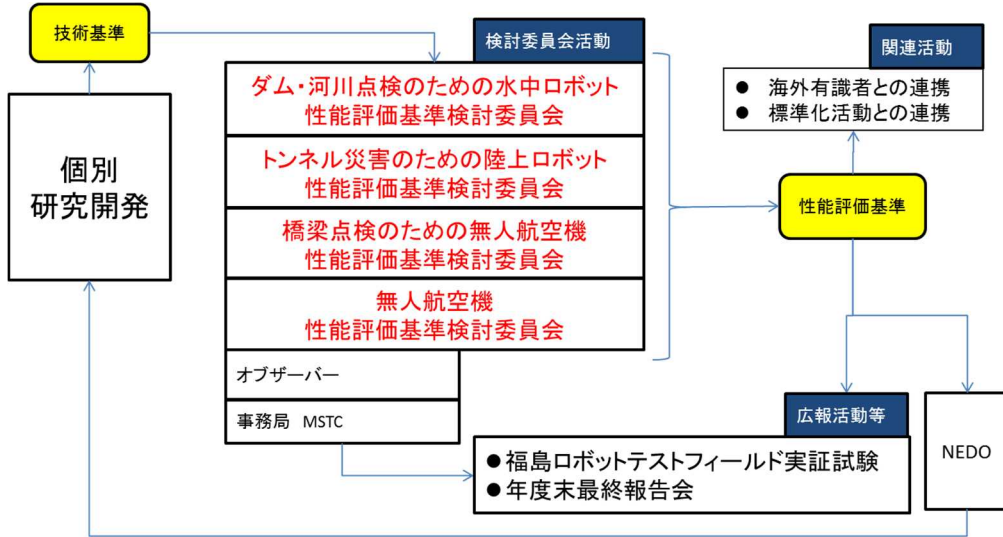 技術基準
検討委員会活動
関連活動
ダム・河川点検のための水中ロボット
性能評価基準検討委員会
● 海外有識者との連携
● 標準化活動との連携
個別
研究開発
トンネル災害のための陸上ロボット
性能評価基準検討委員会
性能評価基準
橋梁点検のための無人航空機
性能評価基準検討委員会
無人航空機
性能評価基準検討委員会
オブザーバー
事務局 MSTC
広報活動等
●福島ロボットテストフィールド実証試験
●年度末最終報告会
NEDO